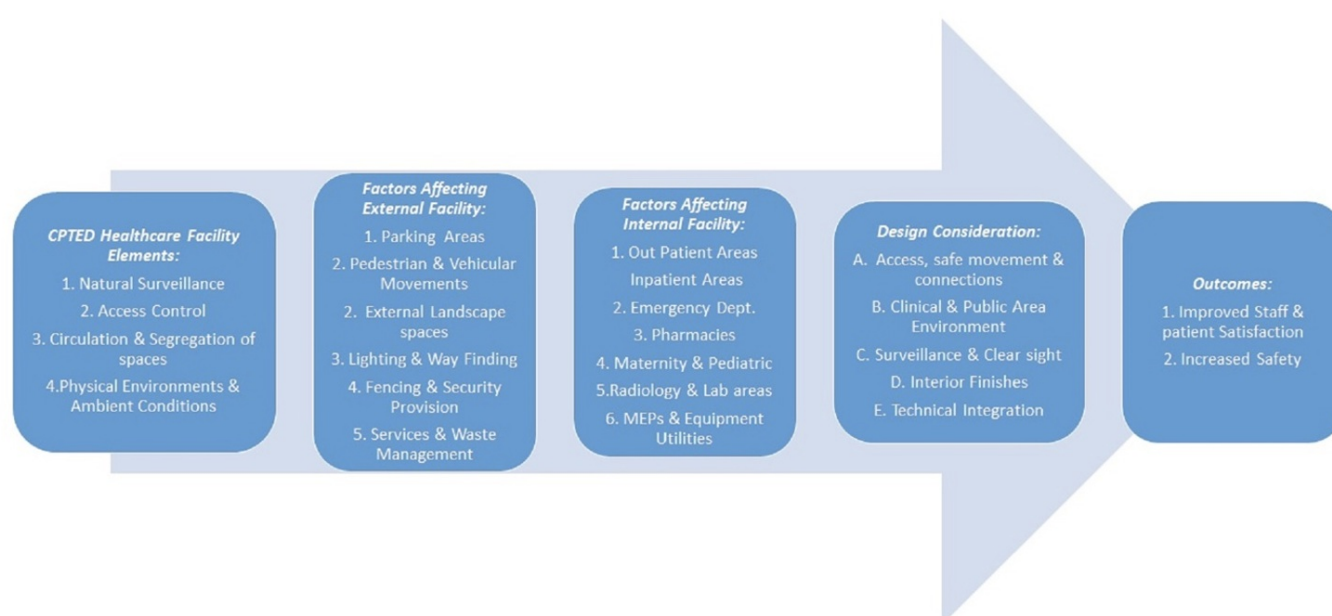 CPTED Healthcare Facility
Elements:
1. Natural Surveillance
2. Access Control
3. Circulation & Segregation of
spaces
4.Physical Environments &
Ambient Conditions
Factors Affecting
External Facility:
1. Parking Areas
2. Pedestrian & Vehicular
Movements
2. External Landscape
spaces
3. Lighting & Way Finding
4. Fencing & Security
Provision
5. Services & Waste
Management
Factors Affecting
Internal Facility:
1. Out Patient Areas
Inpatient Areas
2. Emergency Dept.
3. Pharmacies
4. Maternity & Pediatric
5.Radiology & Lab areas
6. MEPs & Equipment
Utilities
Design Consideration:
A. Access, safe movement &
connections
B. Clinical & Public Area
Environment
C. Surveillance & Clear sight
D. Interior Finishes
E. Technical Integration
Outcomes:
1. Improved Staff &
patient Satisfaction
2. Increased Safety